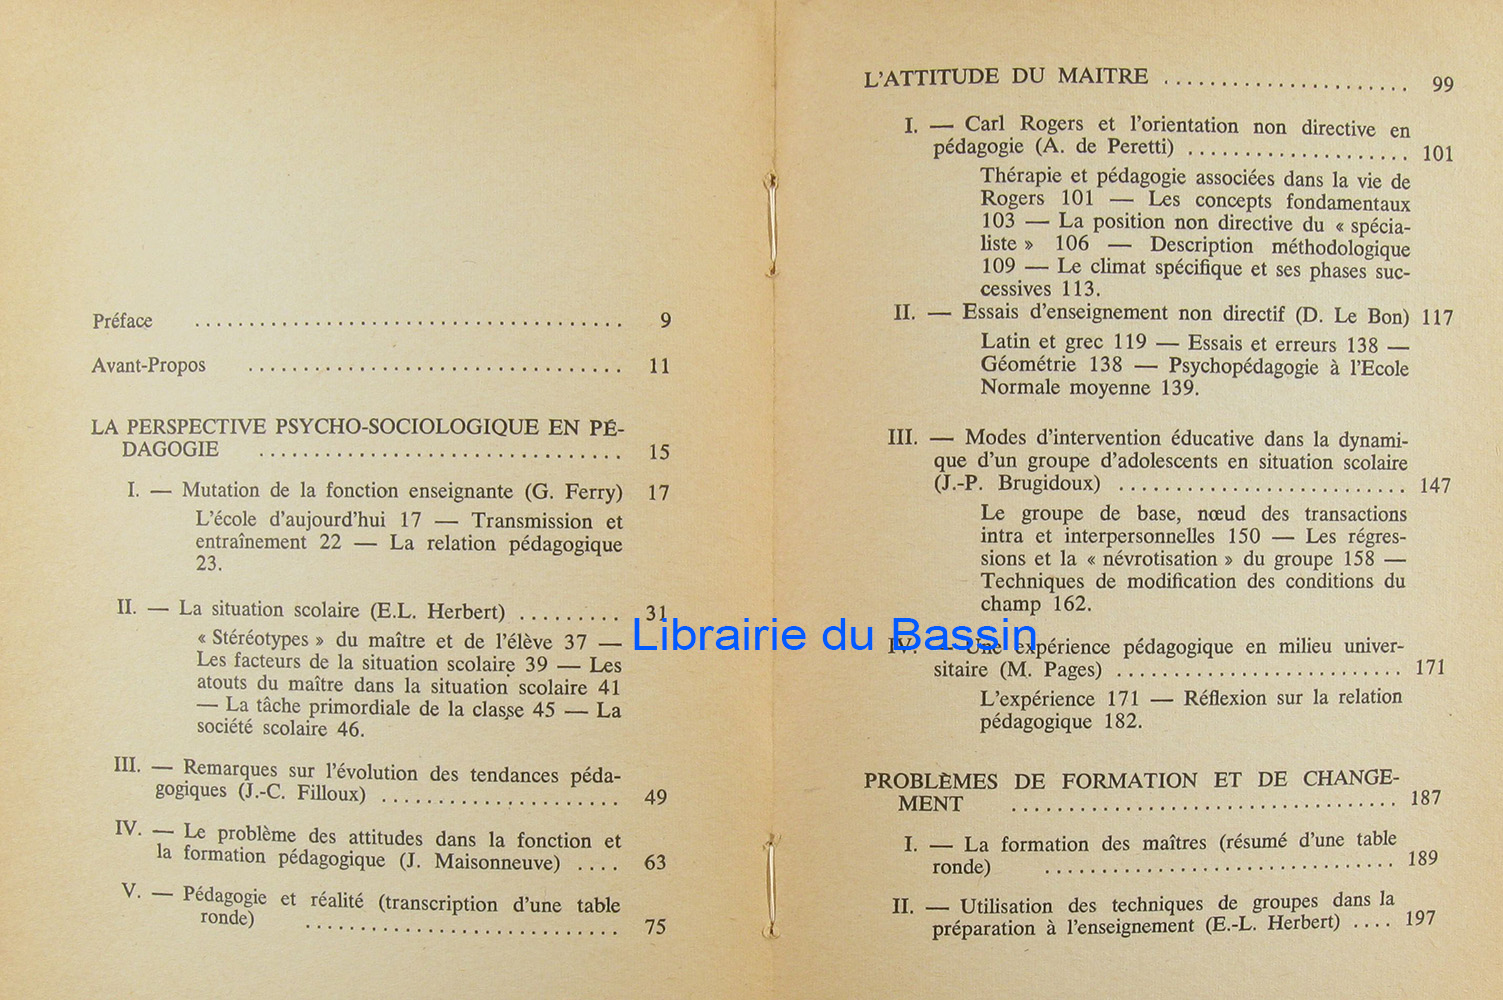 Préface ..................................... 9
Avant-Propos ................................. 11
LA PERSPECTIVE PSYCHO-SOCIOLOGIQUE EN PÉ-
DAGOGIE ................................ 15
I. — Mutation de la fonction enseignante (G. Ferry) 17
L'école d'aujourd'hui 17 — Transmission et
entraînement 22 — La relation pédagogique
23.
II. — La situation scolaire (E.L. Herbert) ......... 31
« Stéréotypes » du maître et de l'élève 37 —
Les facteurs de la situation scolaire 39 — Les
atouts du maître dans la situation scolaire 41
— La tâche primordiale de la classe 45 — La
société scolaire 46.
III. — Remarques sur l'évolution des tendances péda-
gogiques (J.-C. Filloux) ..................... 49
IV. — Le problème des attitudes dans la fonction et
la formation pédagogique (J. Maisonneuve) .... 63
V. — Pédagogie et réalité (transcription d'une table
ronde) ........................... 75
L'ATTITUDE DU MAITRE ...................... 99
I. — Carl Rogers et l'orientation non directive en
pédagogie (A. de Peretti) .................... 101
Thérapie et pédagogie associées dans la vie de
Rogers 101 — Les concepts fondamentaux
103 — La position non directive du « spécia-
liste » 106 — Description méthodologique
109 — Le climat spécifique et ses phases suc-
cessives 113.
II. — Essais d'enseignement non directif (D. Le Bon) 117
Latin et grec 119 — Essais et erreurs 138 —
Géométrie 138 — Psychopédagogie à l'Ecole
Normale moyenne 139.
III. — Modes d'intervention éducative dans la dynami-
que d'un groupe d'adolescents en situation scolaire
(J.-P. Brugidoux) .......................... 147
Le groupe de base, nœud des transactions
intra et interpersonnelles 150 — Les régres-
sions et la « névrotisation » du groupe 158 —
Techniques de modification des conditions du
champ 162.
IV. — Une expérience pédagogique en milieu univer-
sitaire (M. Pages) .......................... 171
L'expérience 171 — Réflexion sur la relation
pédagogique 182.
PROBLÈMES DE FORMATION ET DE CHANGE-
MENT ................................... 187
I. — La formation des maîtres (résumé d'une table
ronde) ............................... 189
II. — Utilisation des techniques de groupes dans la
préparation à l'enseignement (E.-L. Herbert) .... 197
Librairie du Bassin